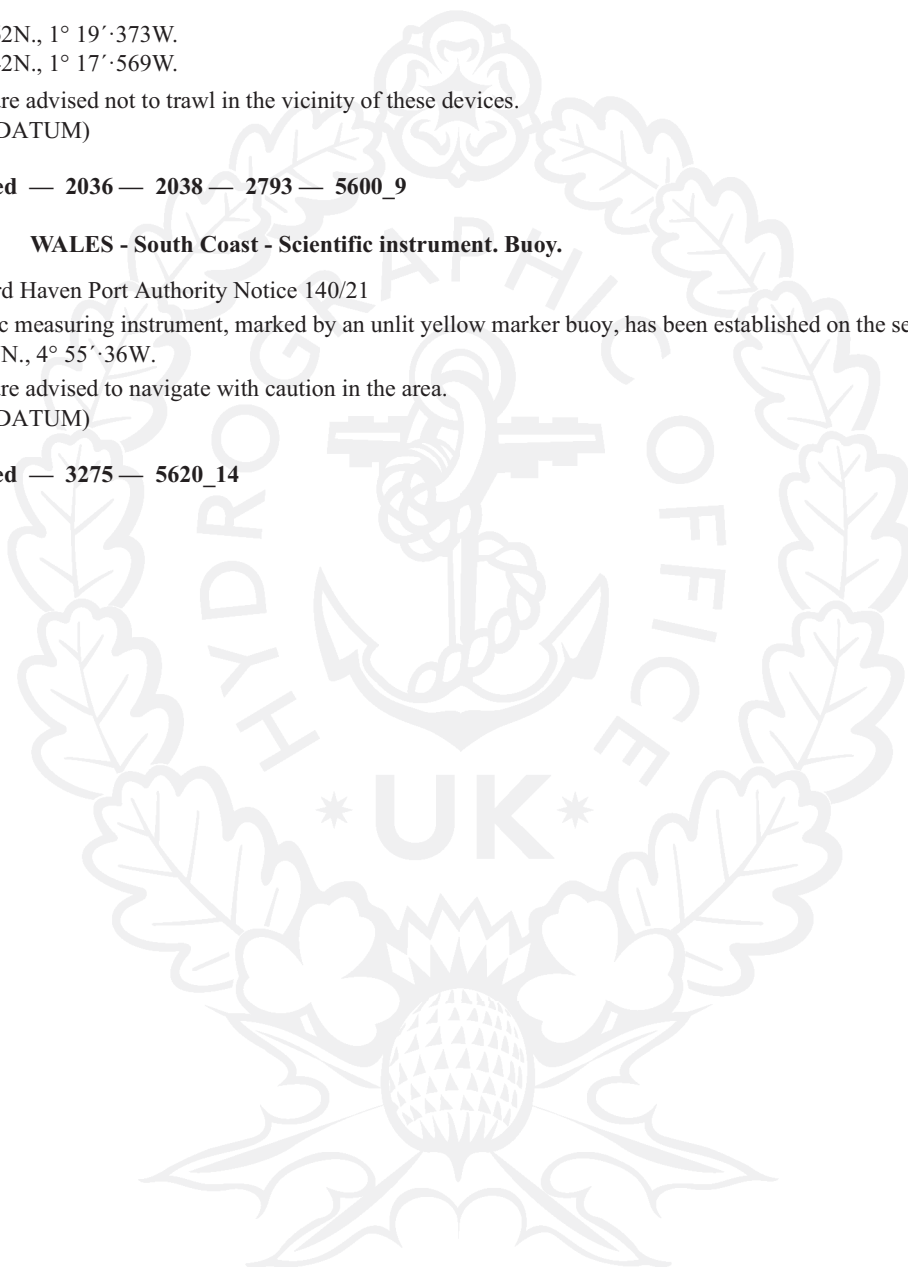 2N., 1° 19´·373W.
2N., 1° 17´·569W.
re advised not to trawl in the vicinity of these devices.
DATUM)
ed — 2036 — 2038 — 2793 — 5600_9
WALES - South Coast - Scientific instrument. Buoy.
rd Haven Port Authority Notice 140/21
c measuring instrument, marked by an unlit yellow marker buoy, has been established on the se
N., 4° 55´·36W.
re advised to navigate with caution in the area.
DATUM)
ed — 3275 — 5620_14
HYDROGRAPHIC OFFICE
UK